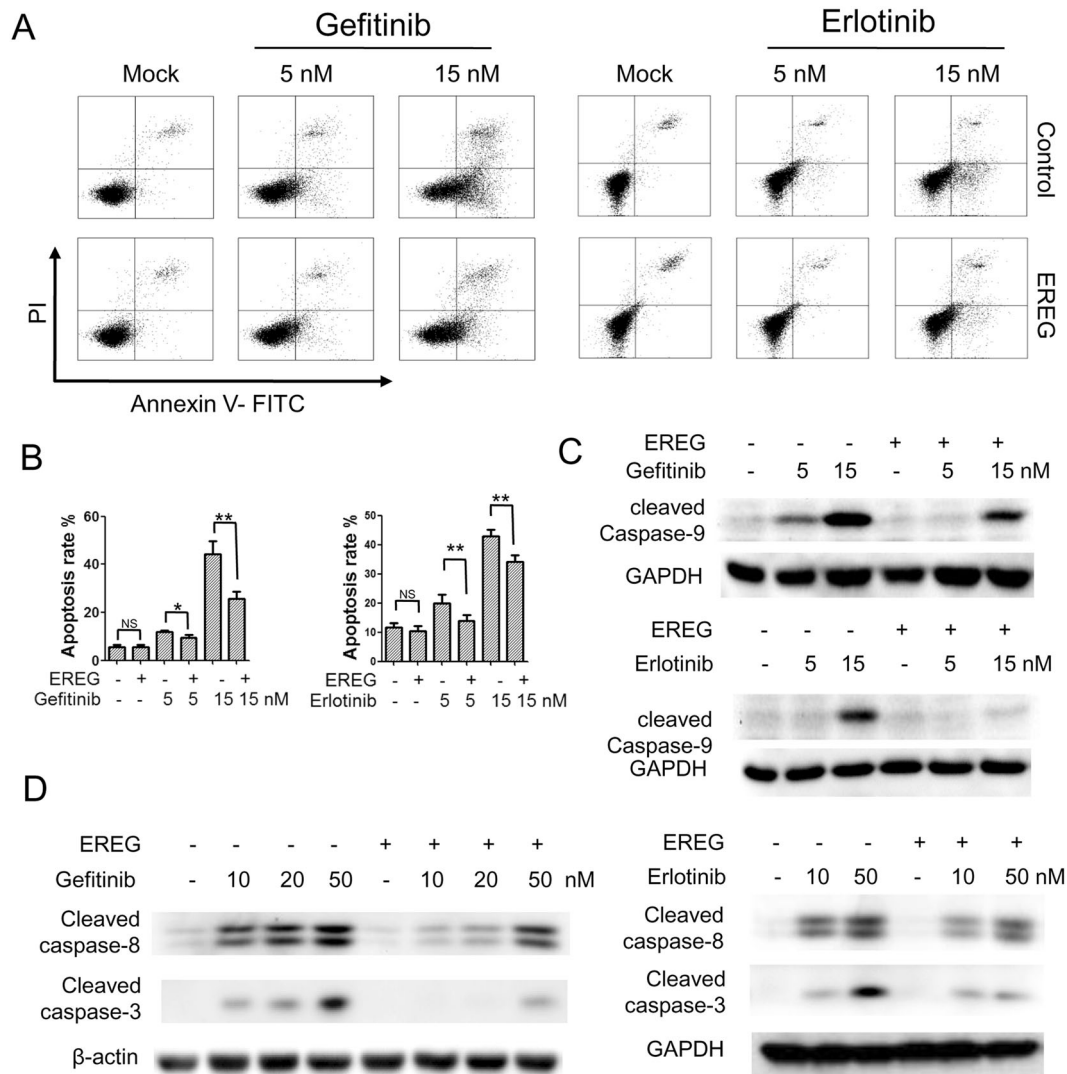 A
Gefitinib
Erlotinib
Mock 5 nM 15 nM
Mock 5 nM 15 nM
Control
EREG
PI
Annexin V- FITC
B
Apoptosis rate %
60
40
20
0
NS
*
**
EREG - + - + - +
Gefitinib - - 5 5 15 15 nM
Apoptosis rate %
50
40
30
20
10
0
NS
**
**
EREG - + - + - +
Erlotinib - - 5 5 15 15 nM
C
EREG - - - + + +
Gefitinib - 5 15 - 5 15 nM
cleaved
Caspase-9
GAPDH
EREG - - - + + +
Erlotinib - 5 15 - 5 15 nM
cleaved
Caspase-9
GAPDH
D
EREG - - - - + + + +
Gefitinib - 10 20 50 - 10 20 50 nM
Cleaved
caspase-8
Cleaved
caspase-3
β-actin
EREG - - - + + +
Erlotinib - 10 50 - 10 50 nM
Cleaved
caspase-8
Cleaved
caspase-3
GAPDH